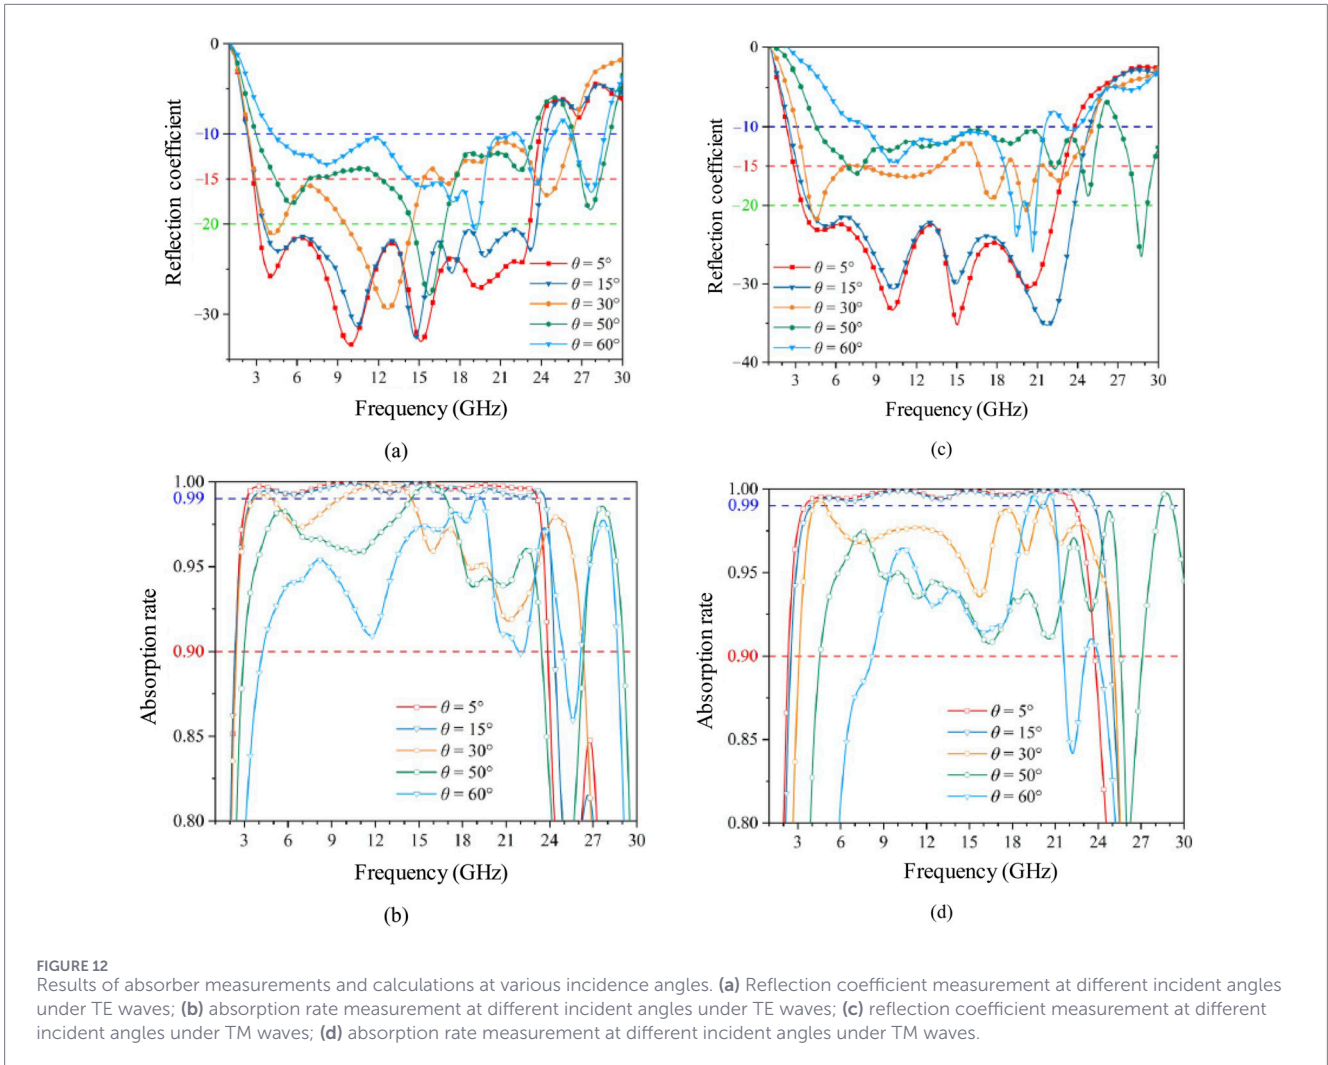 0
−10
−15
−20
−30
Reflection coefficient
θ = 5°
θ = 15°
θ = 30°
θ = 50°
θ = 60°
3 6 9 12 15 18 21 24 27 30
Frequency (GHz)
(a)
0
−10
−15
−20
−30
−40
Reflection coefficient
θ = 5°
θ = 15°
θ = 30°
θ = 50°
θ = 60°
3 6 9 12 15 18 21 24 27 30
Frequency (GHz)
(c)
1.00
0.99
0.95
0.90
0.85
0.80
Absorption rate
θ = 5°
θ = 15°
θ = 30°
θ = 50°
θ = 60°
3 6 9 12 15 18 21 24 27 30
Frequency (GHz)
(b)
1.00
0.99
0.95
0.90
0.85
0.80
Absorption rate
θ = 5°
θ = 15°
θ = 30°
θ = 50°
θ = 60°
3 6 9 12 15 18 21 24 27 30
Frequency (GHz)
(d)
FIGURE 12
Results of absorber measurements and calculations at various incidence angles. (a) Reflection coefficient measurement at different incident angles
under TE waves; (b) absorption rate measurement at different incident angles under TE waves; (c) reflection coefficient measurement at different
incident angles under TM waves; (d) absorption rate measurement at different incident angles under TM waves.